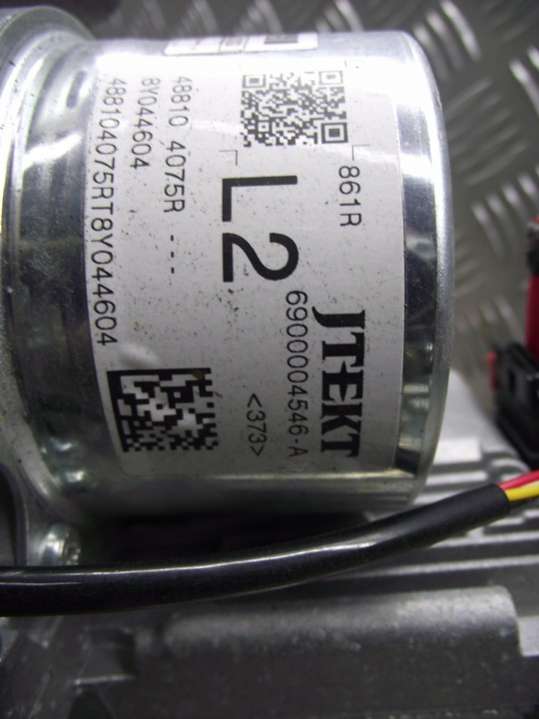 JTEKT
861R
6900004546-A
<373>
L2
48810 4075R ---
8Y044604
488104075RT8Y044604